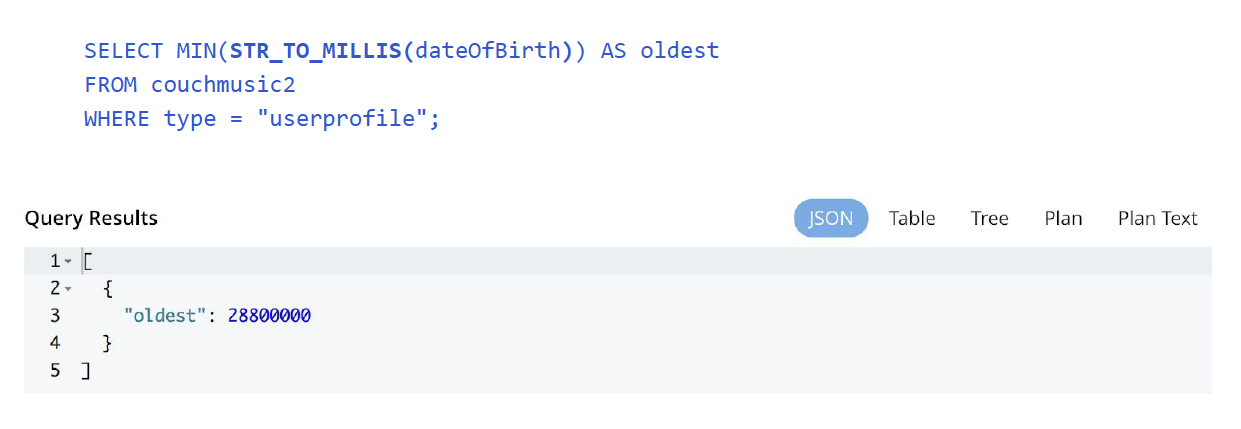 SELECT MIN(STR_TO_MILLIS(dateOfBirth)) AS oldest
FROM couchmusic2
WHERE type = "userprofile";
Query Results JSON Table Tree Plan Plan Text
1 [
2 {
3 "oldest": 28800000
4 }
5 ]